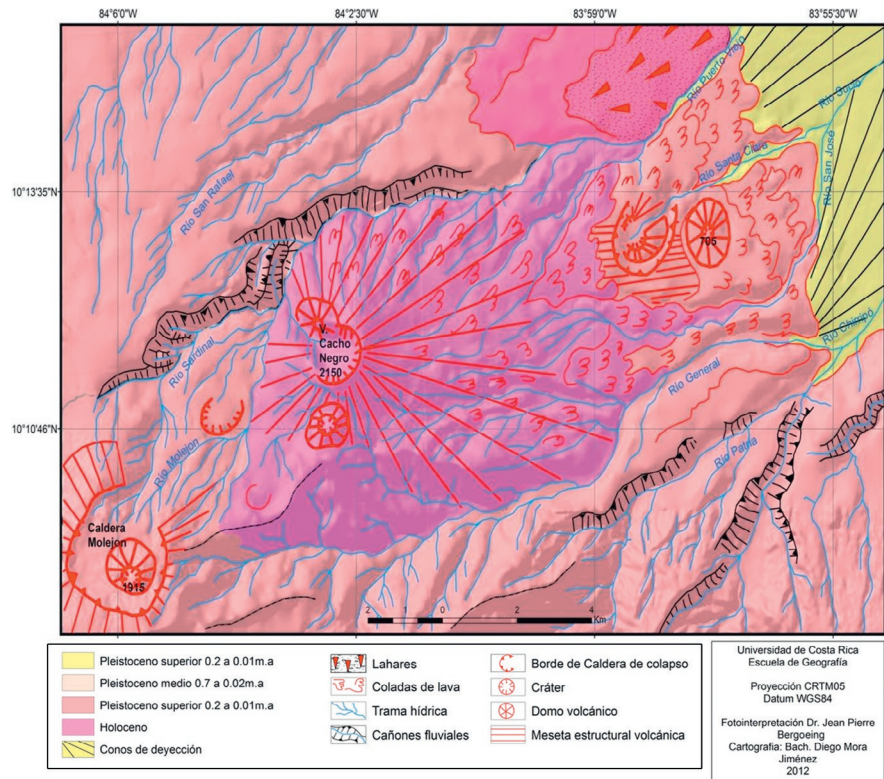 84°6'0"W
84°2'30"W
83°59'0"W
83°55'30"W
10°13'35"N
10°10'46"N
Río Puerto Viejo
Río Sucio
Río Santa Clara
Río San José
Río San Rafael
705
V.
Cacho
Negro
2150
Río Sardinal
Río Chirripó
Río General
Río Molejon
Río Patria
Caldera
Molejon
1915
2 1 0 2 4
Km
Pleistoceno superior 0.2 a 0.01m.a
Pleistoceno medio 0.7 a 0.02m.a
Pleistoceno superior 0.2 a 0.01m.a
Holoceno
Conos de deyección
Lahares
Coladas de lava
Trama hídrica
Cañones fluviales
Borde de Caldera de colapso
Cráter
Domo volcánico
Meseta estructural volcánica
Universidad de Costa Rica
Escuela de Geografía
Proyección CRTM05
Datum WGS84
Fotointerpretación Dr. Jean Pierre
Bergoeing
Cartografia: Bach. Diego Mora
Jiménez
2012